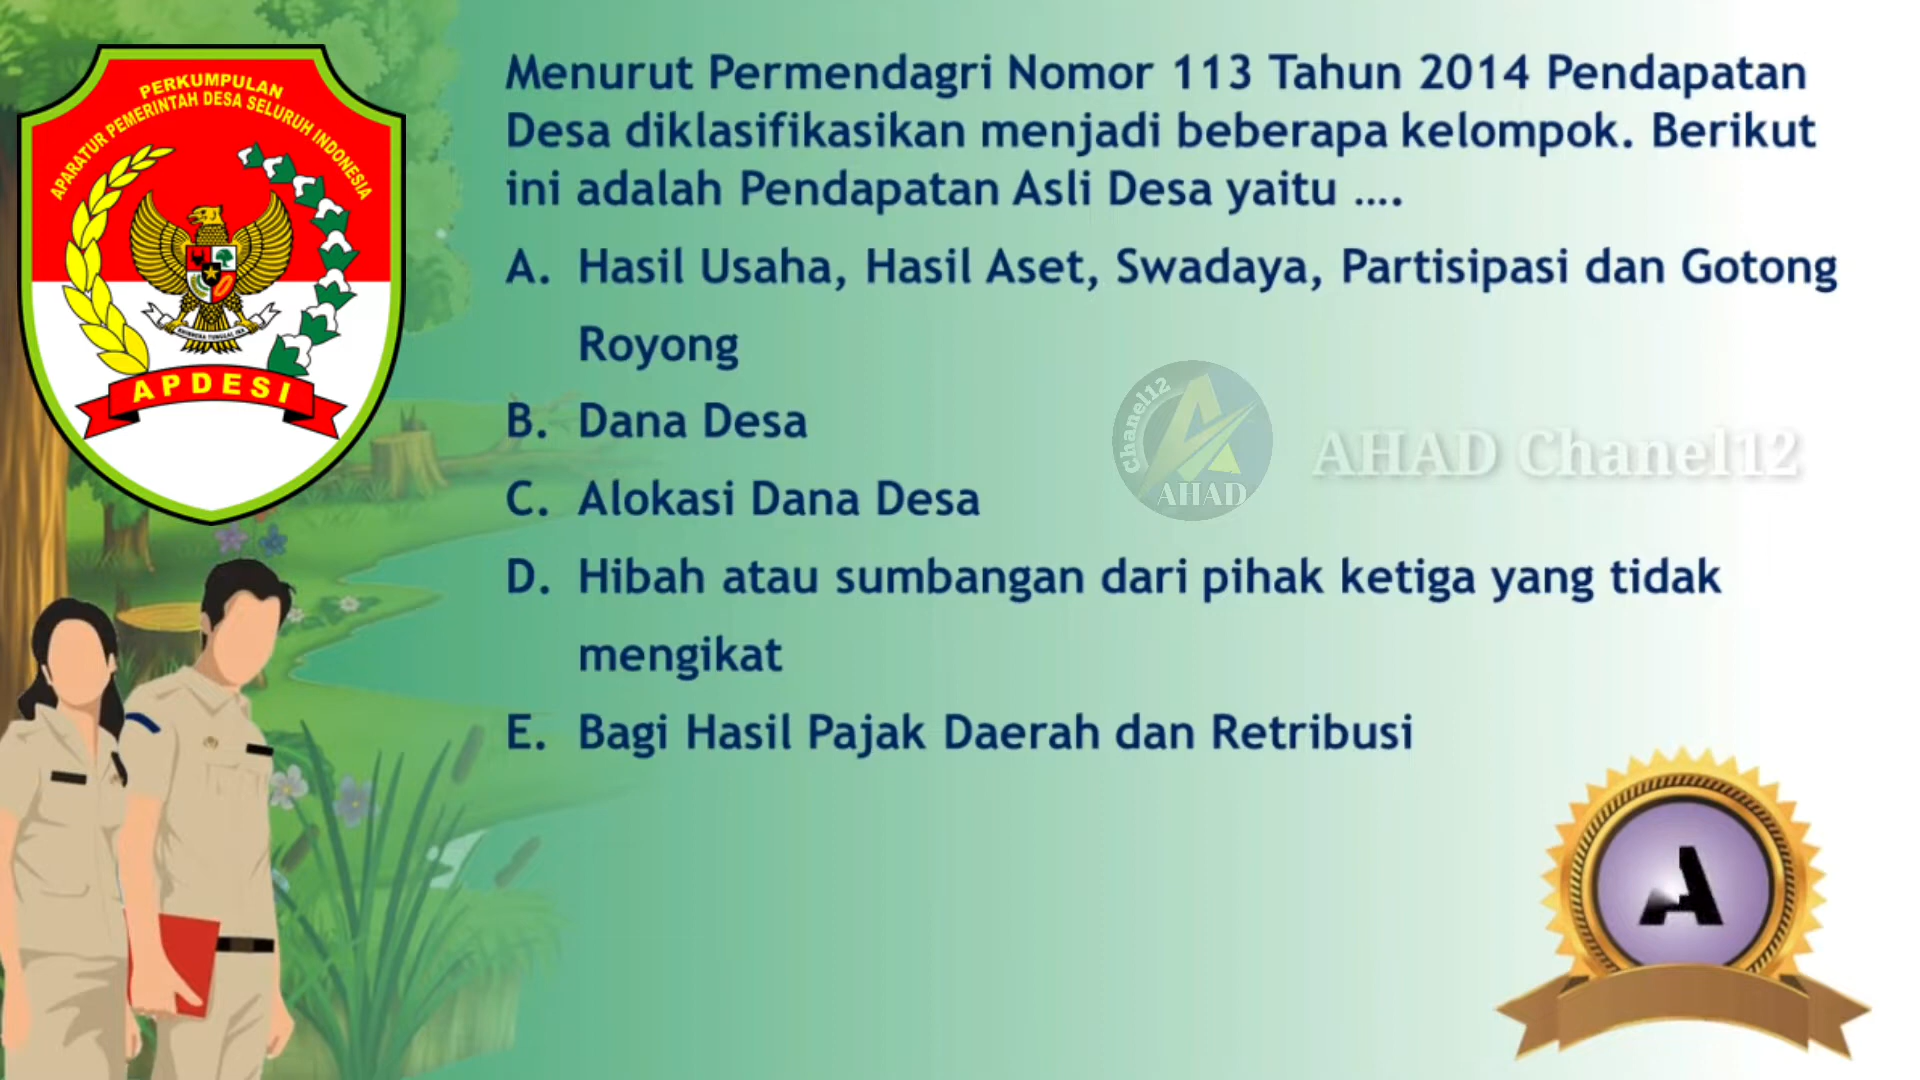 PERKUMPULAN
APARATUR PEMERINTAH DESA SELURUH INDONESIA
BHINNEKA TUNGGAL IKA
APDESI
Menurut Permendagri Nomor 113 Tahun 2014 Pendapatan
Desa diklasifikasikan menjadi beberapa kelompok. Berikut
ini adalah Pendapatan Asli Desa yaitu ....
A. Hasil Usaha, Hasil Aset, Swadaya, Partisipasi dan Gotong
Royong
B. Dana Desa
C. Alokasi Dana Desa
D. Hibah atau sumbangan dari pihak ketiga yang tidak
mengikat
E. Bagi Hasil Pajak Daerah dan Retribusi
Chanel12
AHAD
AHAD Chanel12
A